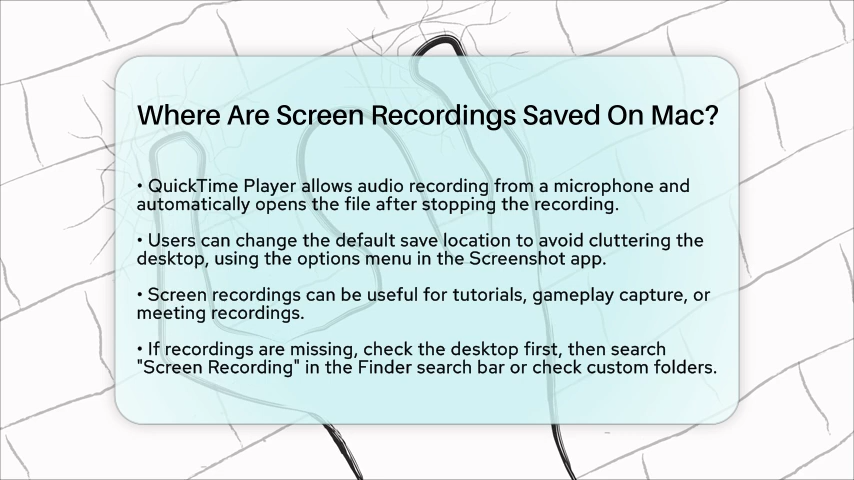 Where Are Screen Recordings Saved On Mac?
• QuickTime Player allows audio recording from a microphone and
automatically opens the file after stopping the recording.
• Users can change the default save location to avoid cluttering the
desktop, using the options menu in the Screenshot app.
• Screen recordings can be useful for tutorials, gameplay capture, or
meeting recordings.
• If recordings are missing, check the desktop first, then search
"Screen Recording" in the Finder search bar or check custom folders.